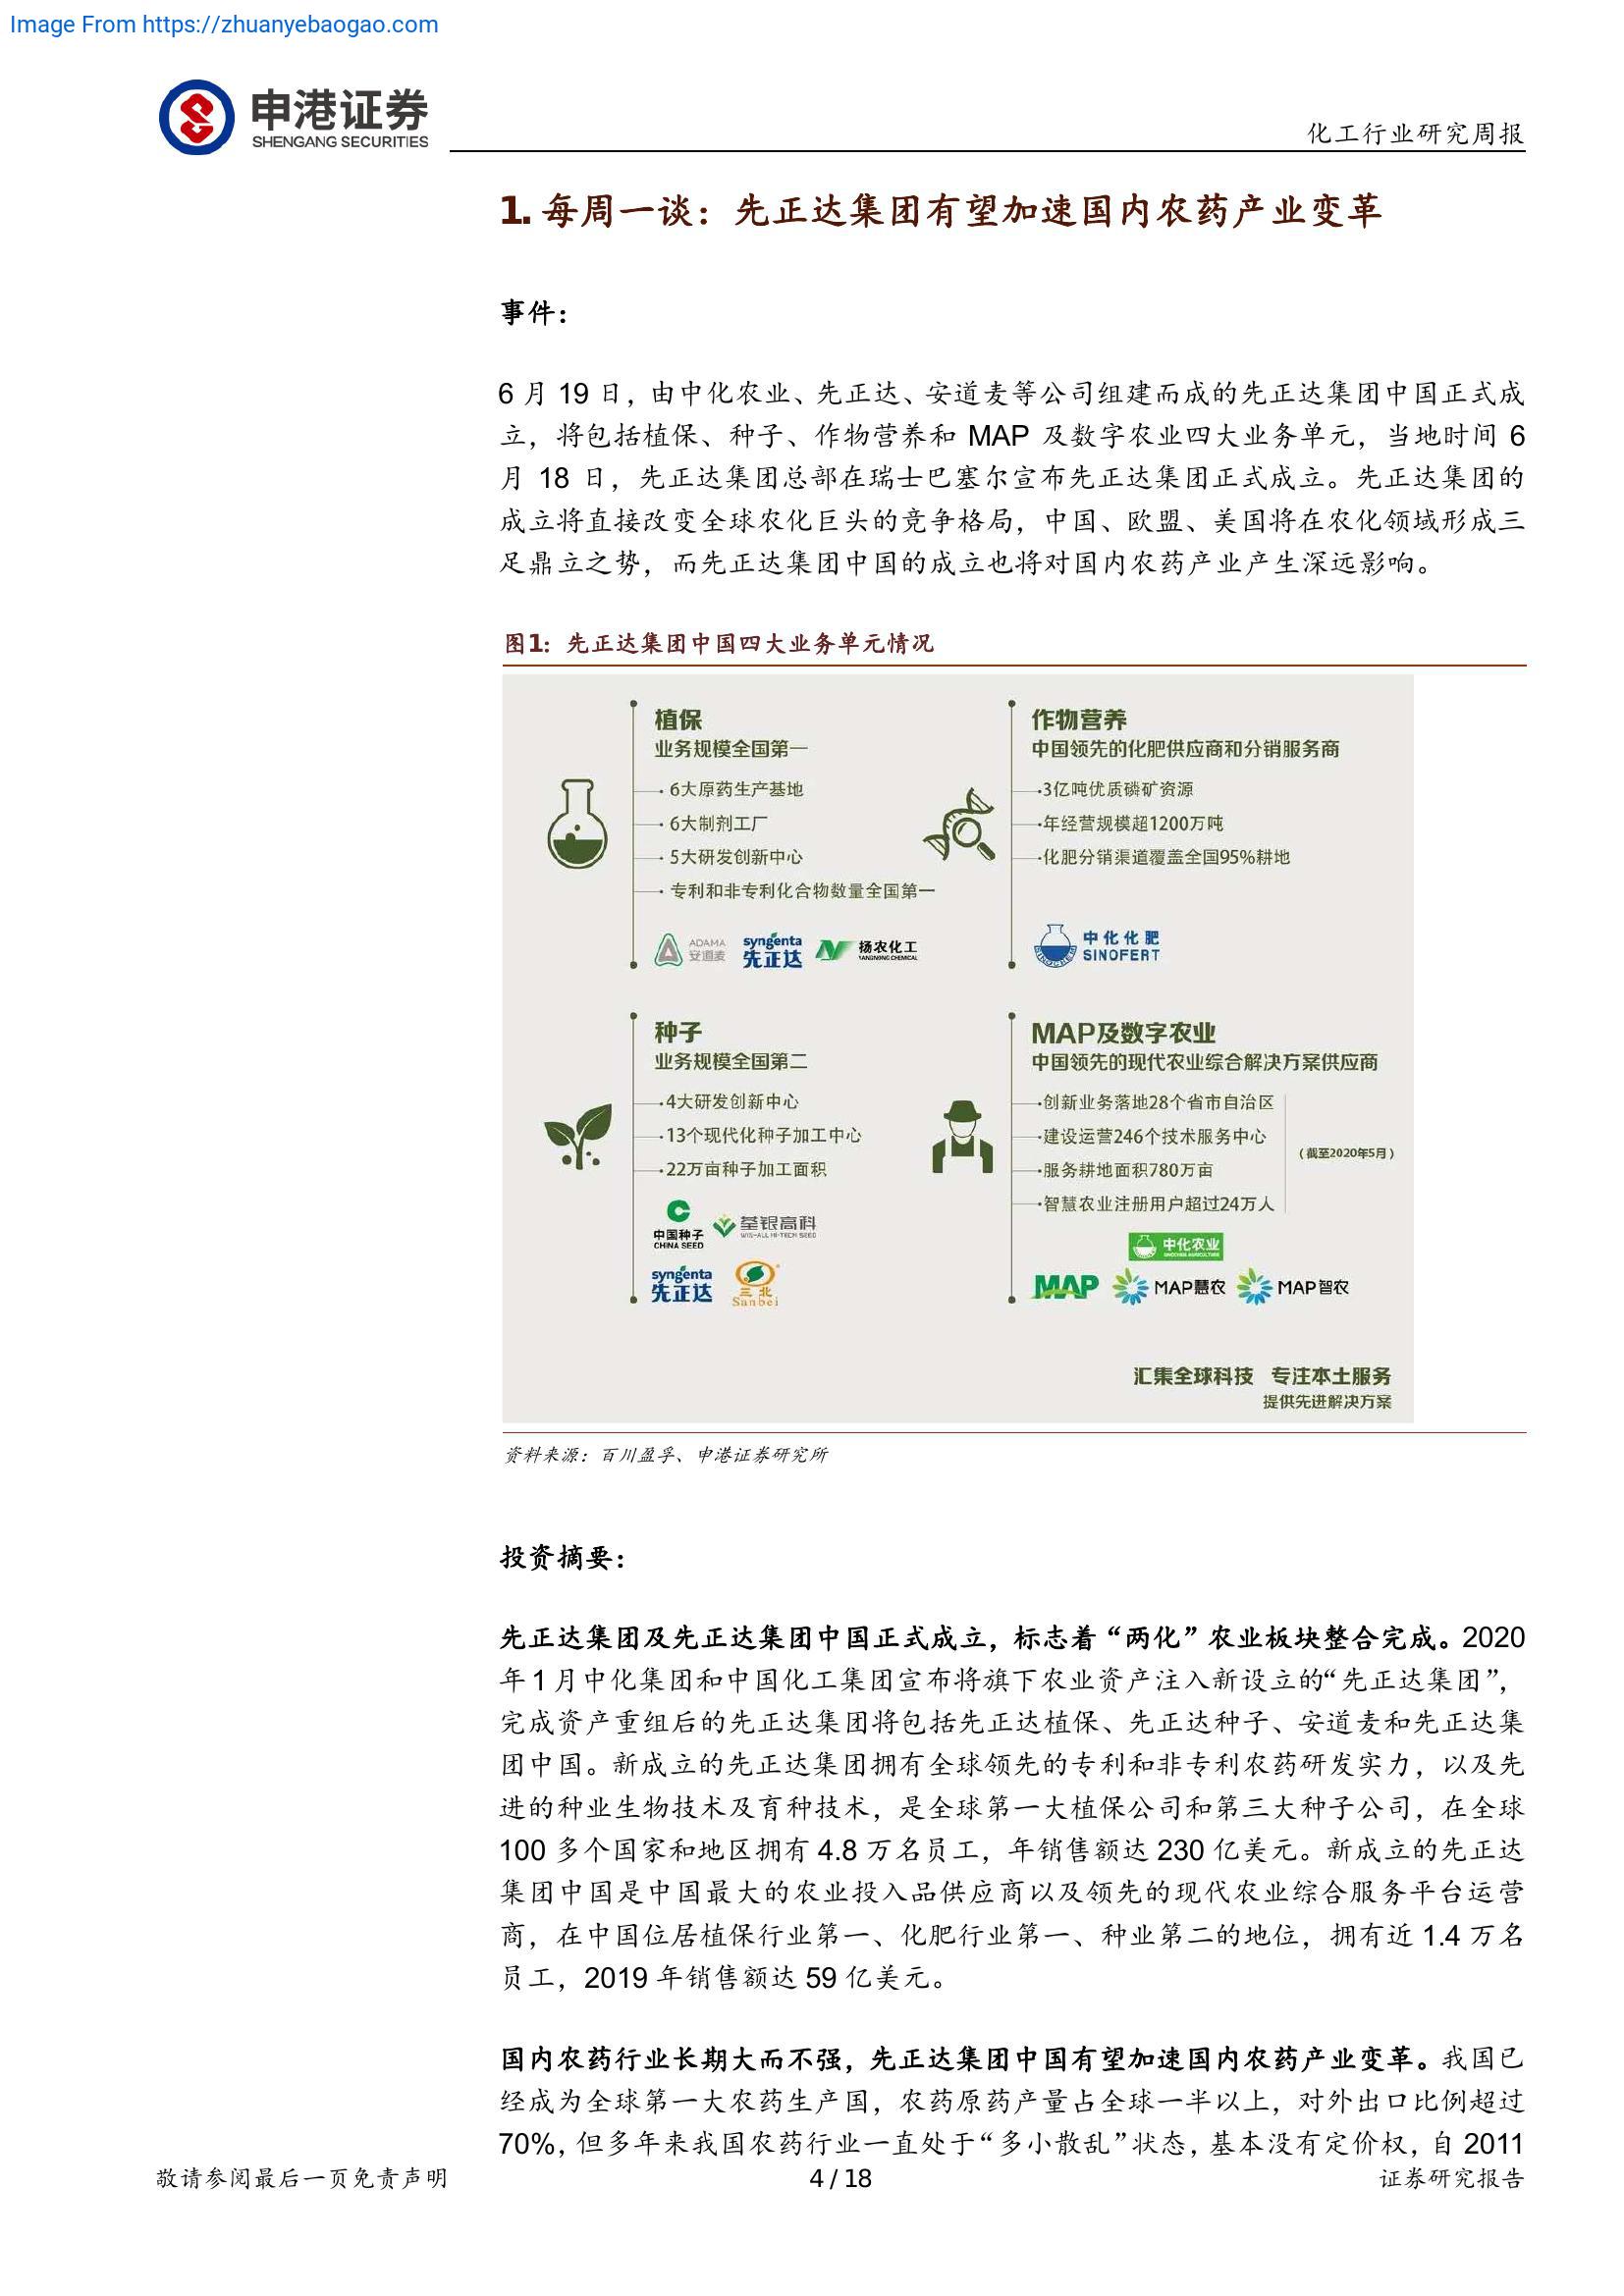 Image From https://zhuanyebaogao.com
申港证券
SHENGANG SECURITIES
化工行业研究周报
1. 每周一谈：先正达集团有望加速国内农药产业变革
事件：
6 月 19 日，由中化农业、先正达、安道麦等公司组建而成的先正达集团中国正式成
立，将包括植保、种子、作物营养和 MAP 及数字农业四大业务单元，当地时间 6
月 18 日，先正达集团总部在瑞士巴塞尔宣布先正达集团正式成立。先正达集团的
成立将直接改变全球农化巨头的竞争格局，中国、欧盟、美国将在农化领域形成三
足鼎立之势，而先正达集团中国的成立也将对国内农药产业产生深远影响。
图1：先正达集团中国四大业务单元情况
植保
业务规模全国第一
6大原药生产基地
6大制剂工厂
5大研发创新中心
专利和非专利化合物数量全国第一
ADAMA
安道麦
syngenta
先正达
扬农化工
YANGNONG CHEMICAL
作物营养
中国领先的化肥供应商和分销服务商
3亿吨优质磷矿资源
年经营规模超1200万吨
化肥分销渠道覆盖全国95%耕地
中化化肥
SINOFERT
种子
业务规模全国第二
4大研发创新中心
13个现代化种子加工中心
22万亩种子加工面积
中国种子
CHINA SEED
荃银高科
WIN-ALL HI-TECH SEED
syngenta
先正达
三北
Sanbei
MAP及数字农业
中国领先的现代农业综合解决方案供应商
创新业务落地28个省市自治区
建设运营246个技术服务中心
服务耕地面积780万亩
智慧农业注册用户超过24万人
（截至2020年5月）
中化农业
SINOCHEM AGRICULTURE
MAP
MAP慧农
MAP智农
汇集全球科技 专注本土服务
提供先进解决方案
资料来源：百川盈孚、申港证券研究所
投资摘要：
先正达集团及先正达集团中国正式成立，标志着“两化”农业板块整合完成。2020
年 1 月中化集团和中国化工集团宣布将旗下农业资产注入新设立的“先正达集团”，
完成资产重组后的先正达集团将包括先正达植保、先正达种子、安道麦和先正达集
团中国。新成立的先正达集团拥有全球领先的专利和非专利农药研发实力，以及先
进的种业生物技术及育种技术，是全球第一大植保公司和第三大种子公司，在全球
100 多个国家和地区拥有 4.8 万名员工，年销售额达 230 亿美元。新成立的先正达
集团中国是中国最大的农业投入品供应商以及领先的现代农业综合服务平台运营
商，在中国位居植保行业第一、化肥行业第一、种业第二的地位，拥有近 1.4 万名
员工，2019 年销售额达 59 亿美元。
国内农药行业长期大而不强，先正达集团中国有望加速国内农药产业变革。我国已
经成为全球第一大农药生产国，农药原药产量占全球一半以上，对外出口比例超过
70%，但多年来我国农药行业一直处于“多小散乱”状态，基本没有定价权，自 2011
敬请参阅最后一页免责声明
4 / 18
证券研究报告